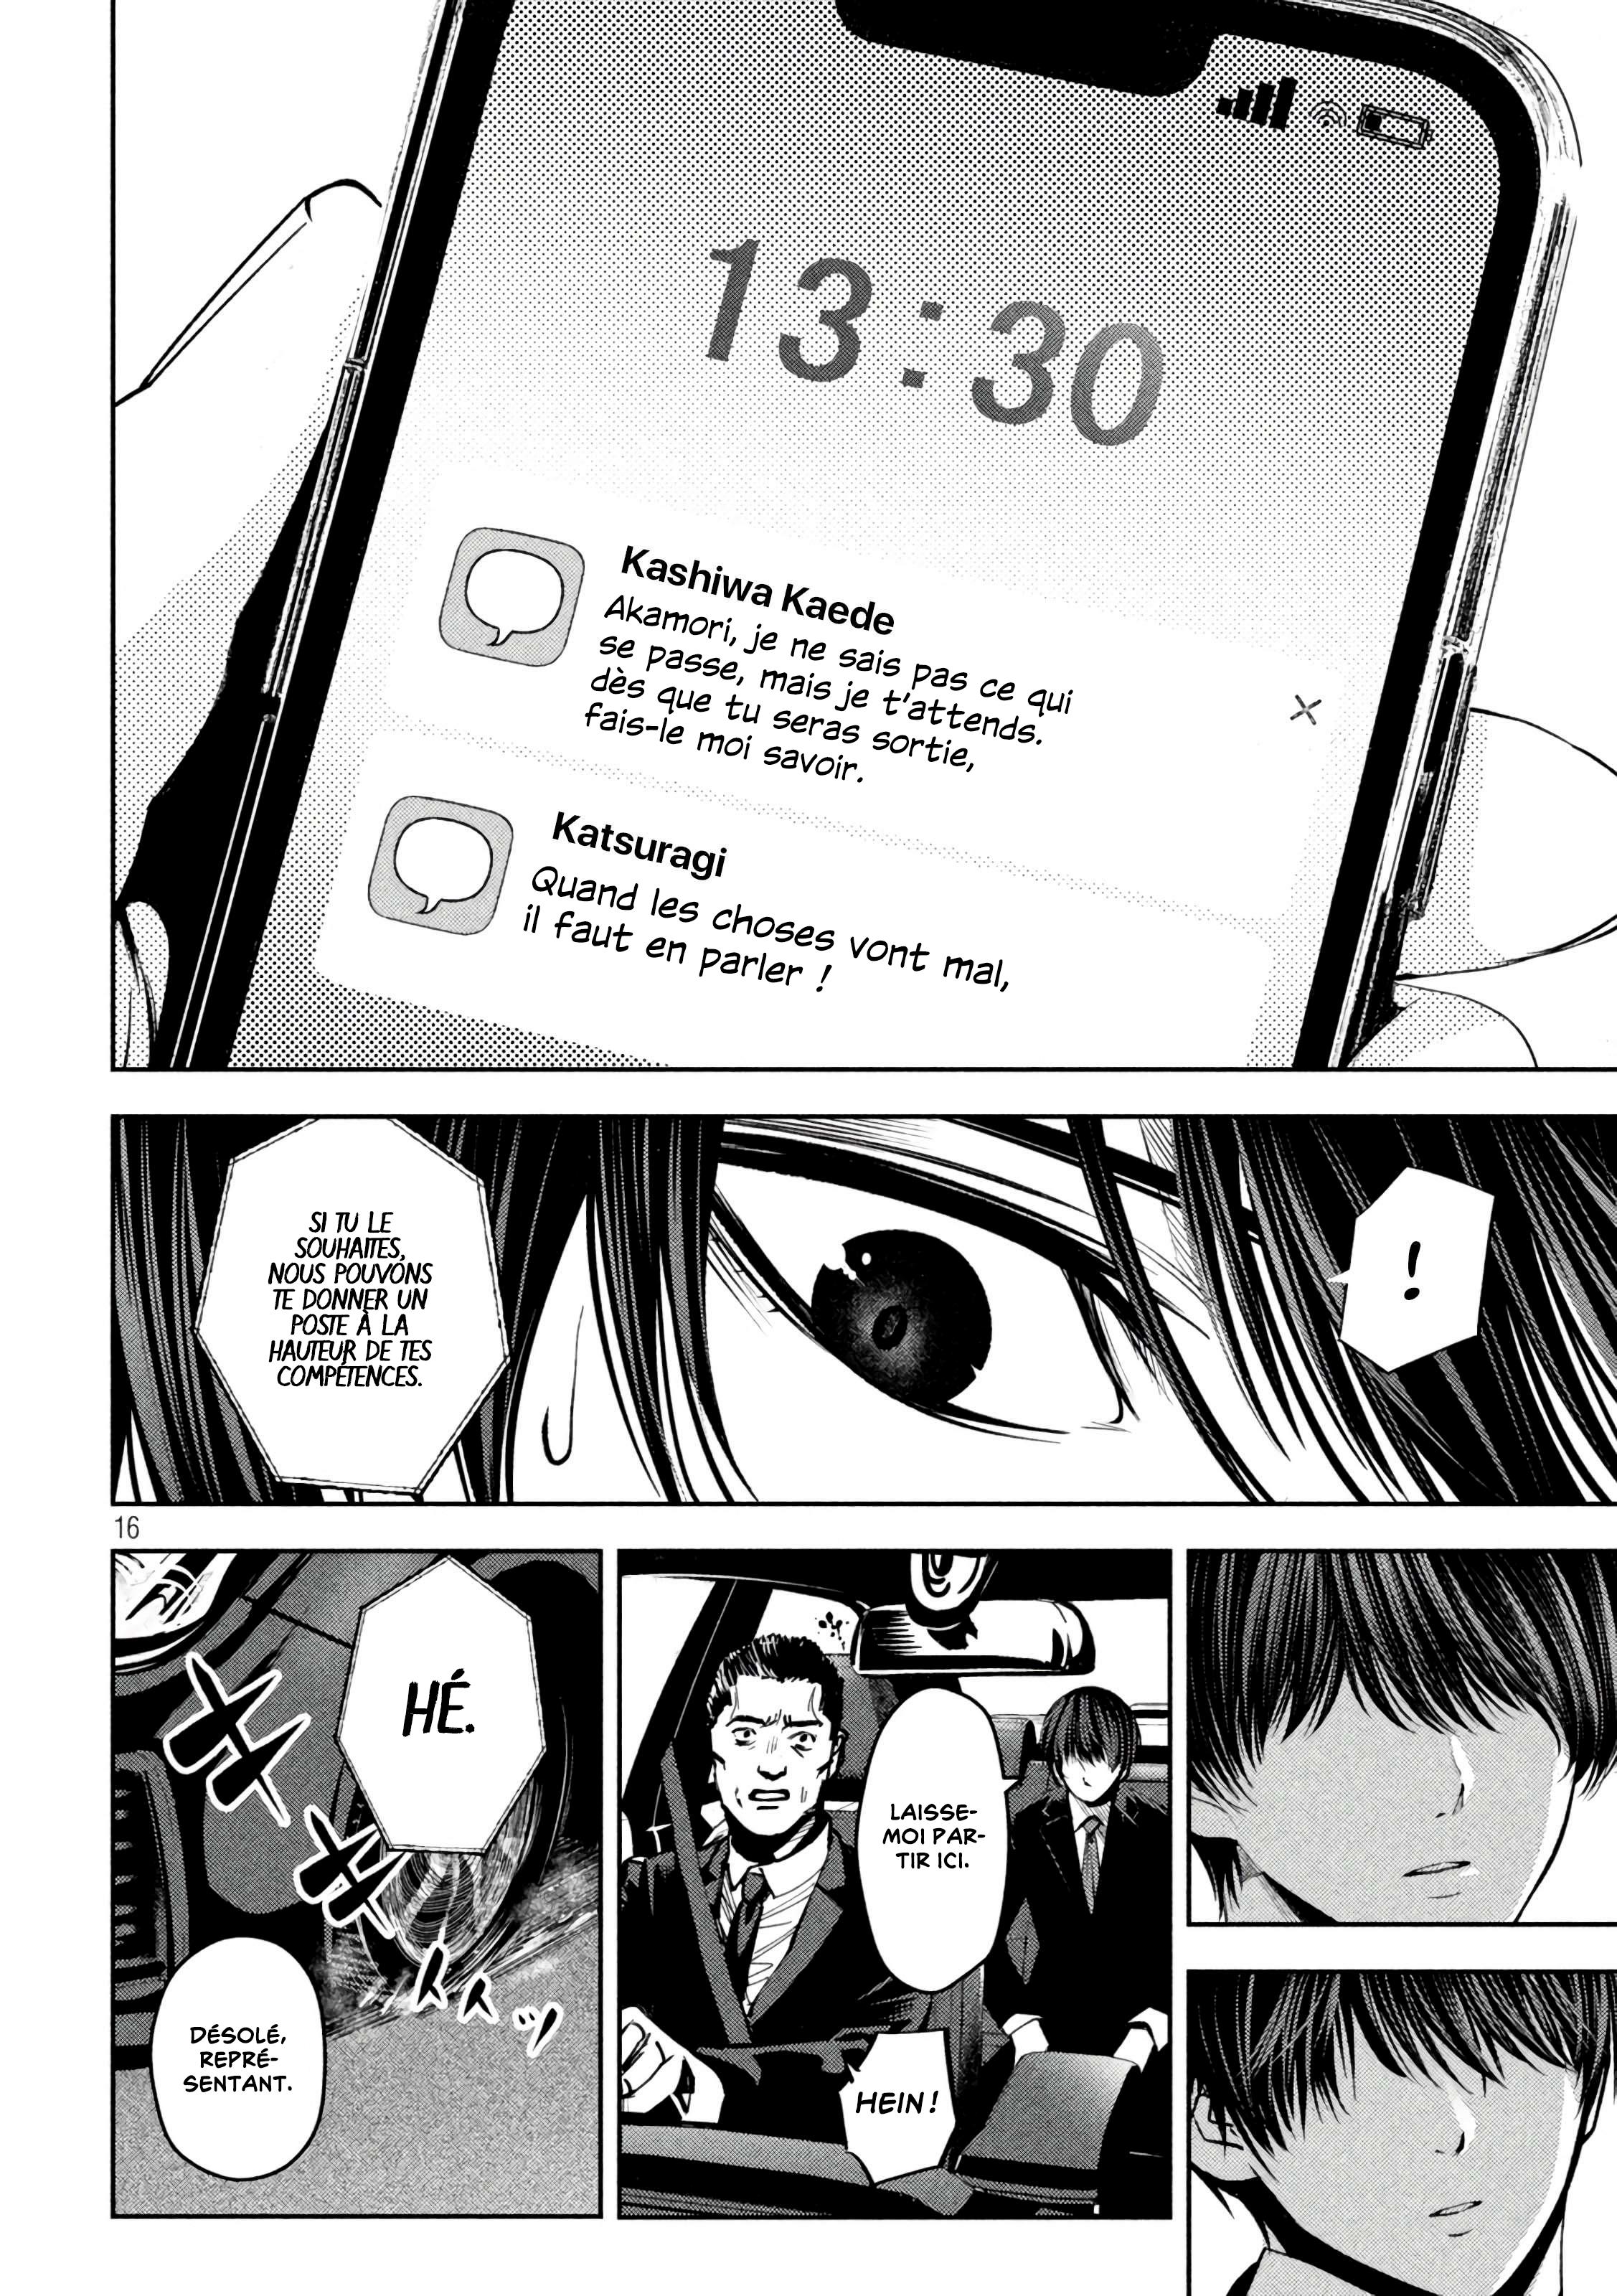 13:30
Kashiwa Kaede
Akamori, je ne sais pas ce qui
se passe, mais je t'attends.
dès que tu seras sortie,
fais-le moi savoir.
Katsuragi
Quand les choses vont mal,
il faut en parler !
!
SI TU LE
SOUHAITES,
NOUS POUVONS
TE DONNER UN
POSTE À LA
HAUTEUR DE TES
COMPÉTENCES.
16
LAISSE-
MOI PAR-
TIR ICI.
HEIN !
HÉ.
DÉSOLÉ,
REPRÉ-
SENTANT.